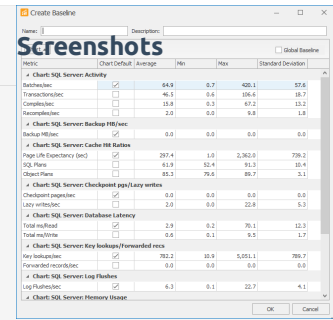 Create Baseline
Name: Description:
Screenshots
Global Baseline
Metric Chart Default Average Min Max Standard Deviation
Chart: SQL Server: Activity
Batches/sec 64.9 0.7 420.1 57.6
Transactions/sec 46.5 0.6 106.6 18.7
Compiles/sec 15.8 0.3 67.2 13.2
Recompiles/sec 2.0 0.0 9.8 1.8
Chart: SQL Server: Backup MB/sec
Backup MB/sec 0.0 0.0 0.0 0.0
Chart: SQL Server: Cache Hit Ratios
Page Life Expectancy (sec) 297.4 1.0 2,362.0 739.2
SQL Plans 61.9 52.4 91.3 10.4
Object Plans 85.3 79.6 89.7 3.1
Chart: SQL Server: Checkpoint pgs/Lazy writes
Checkpoint pages/sec 0.0 0.0 0.0 0.0
Lazy writes/sec 2.0 0.0 22.8 5.3
Chart: SQL Server: Database Latency
Total ms/Read 2.9 0.2 70.1 12.3
Total ms/Write 0.6 0.1 9.5 1.7
Chart: SQL Server: Key lookups/Forwarded recs
Key lookups/sec 782.2 10.9 5,051.1 789.7
Forwarded records/sec 0.0 0.0 0.0 0.0
Chart: SQL Server: Log Flushes
Log Flushes/sec 6.3 0.1 22.7 4.1
Chart: SQL Server: Memory Usage
OK Cancel